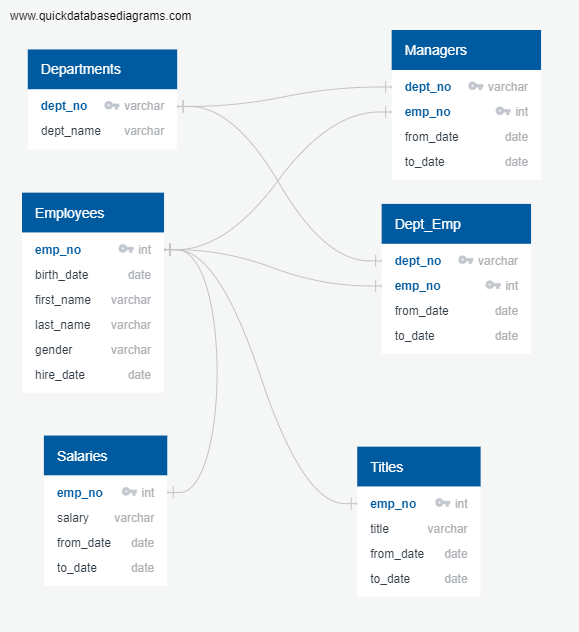 www.quickdatabasediagrams.com
Departments
dept_no varchar
dept_name varchar
Managers
dept_no varchar
emp_no int
from_date date
to_date date
Employees
emp_no int
birth_date date
first_name varchar
last_name varchar
gender varchar
hire_date date
Dept_Emp
dept_no varchar
emp_no int
from_date date
to_date date
Salaries
emp_no int
salary varchar
from_date date
to_date date
Titles
emp_no int
title varchar
from_date date
to_date date